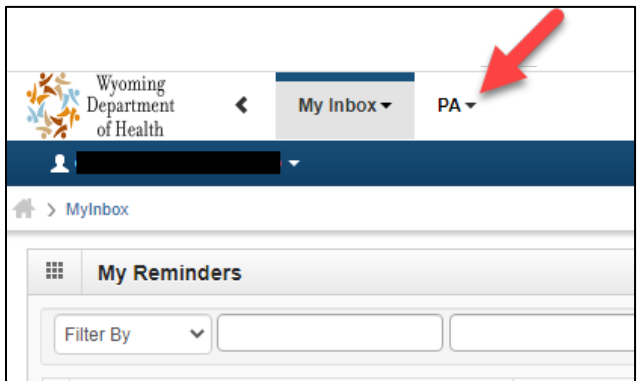 Wyoming
Department
of Health
My Inbox
PA
MyInbox
My Reminders
Filter By